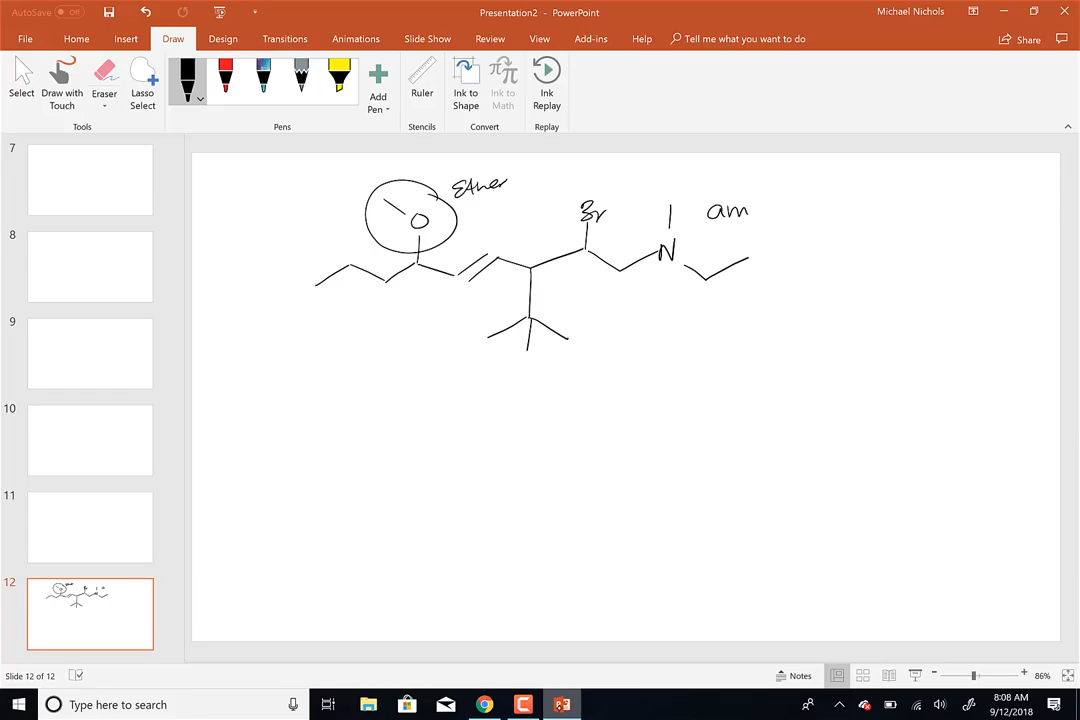 AutoSave Off
Presentation2 - PowerPoint
Michael Nichols
File Home Insert Draw Design Transitions Animations Slide Show Review View Add-ins Help Tell me what you want to do Share
Select
Draw with Touch
Eraser
Lasso Select
Add Pen
Ruler
Ink to Shape
Ink to Math
Ink Replay
Tools Pens Stencils Convert Replay
7
8
9
10
11
12
Ether
O
Br
N
am
Slide 12 of 12
Notes
86%
Type here to search
8:08 AM
9/12/2018